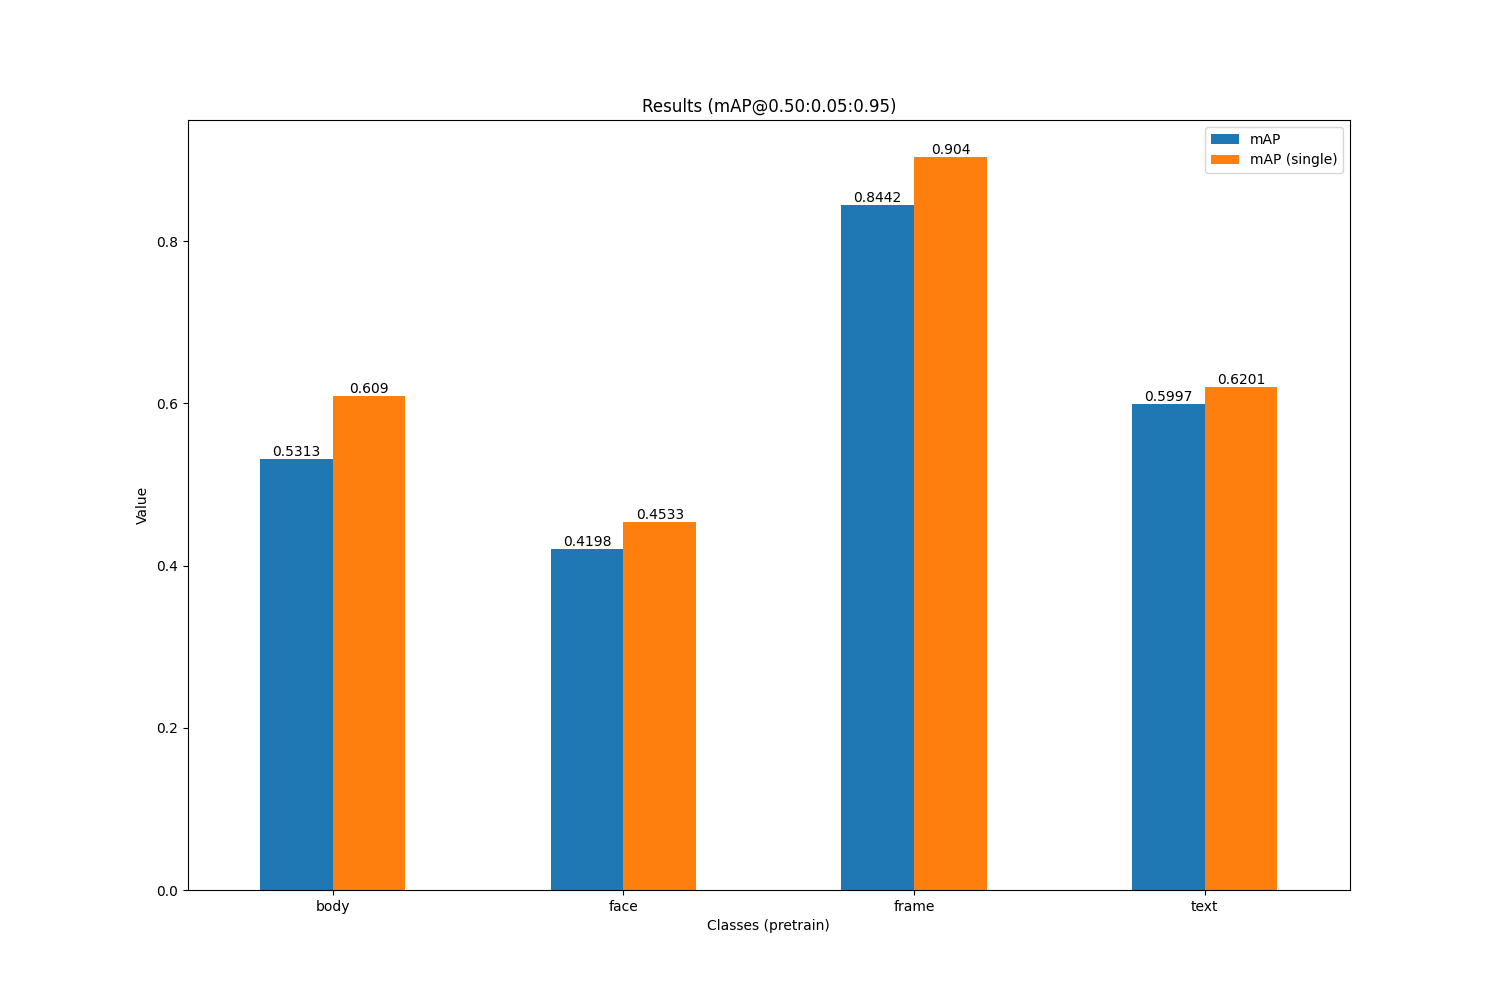 Results (mAP@0.50:0.05:0.95)
mAP
mAP (single)
0.904
0.8442
0.8
0.6201
0.609
0.5997
0.6
0.5313
0.4533
0.4198
Value
0.4
0.2
0.0
body
face
frame
text
Classes (pretrain)